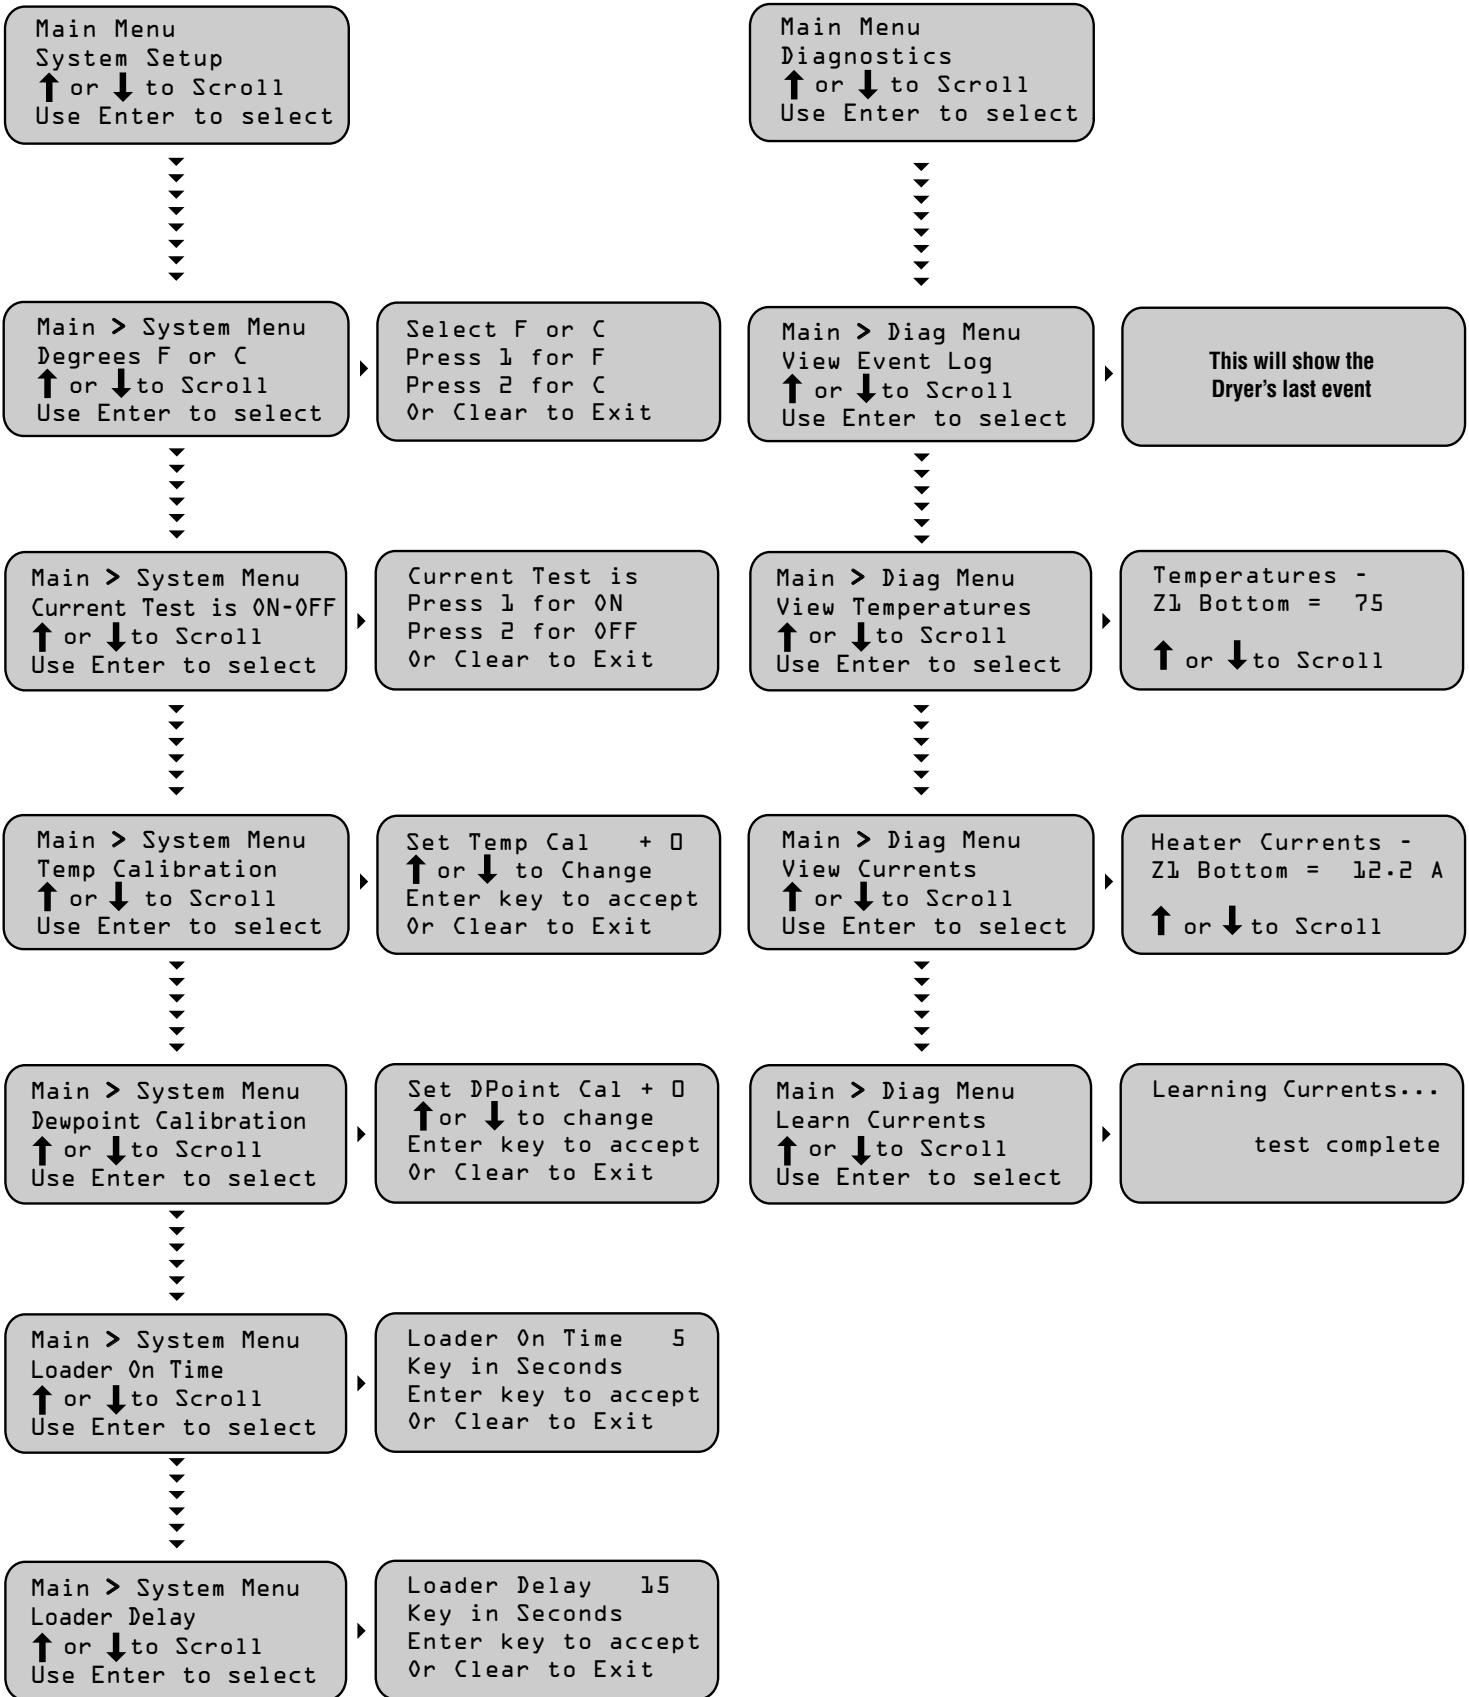 Main Menu
System Setup
↑ or ↓ to Scroll
Use Enter to select
Main > System Menu
Degrees F or C
↑ or ↓ to Scroll
Use Enter to select
Select F or C
Press 1 for F
Press 2 for C
Or Clear to Exit
Main > System Menu
Current Test is ON-OFF
↑ or ↓ to Scroll
Use Enter to select
Current Test is
Press 1 for ON
Press 2 for OFF
Or Clear to Exit
Main > System Menu
Temp Calibration
↑ or ↓ to Scroll
Use Enter to select
Set Temp Cal + 0
↑ or ↓ to Change
Enter key to accept
Or Clear to Exit
Main > System Menu
Dewpoint Calibration
↑ or ↓ to Scroll
Use Enter to select
Set DPoint Cal + 0
↑ or ↓ to change
Enter key to accept
Or Clear to Exit
Main > System Menu
Loader On Time
↑ or ↓ to Scroll
Use Enter to select
Loader On Time 5
Key in Seconds
Enter key to accept
Or Clear to Exit
Main > System Menu
Loader Delay
↑ or ↓ to Scroll
Use Enter to select
Loader Delay 15
Key in Seconds
Enter key to accept
Or Clear to Exit
Main Menu
Diagnostics
↑ or ↓ to Scroll
Use Enter to select
Main > Diag Menu
View Event Log
↑ or ↓ to Scroll
Use Enter to select
This will show the
Dryer's last event
Main > Diag Menu
View Temperatures
↑ or ↓ to Scroll
Use Enter to select
Temperatures -
Z1 Bottom = 75
↑ or ↓ to Scroll
Main > Diag Menu
View Currents
↑ or ↓ to Scroll
Use Enter to select
Heater Currents -
Z1 Bottom = 12.2 A
↑ or ↓ to Scroll
Main > Diag Menu
Learn Currents
↑ or ↓ to Scroll
Use Enter to select
Learning Currents...
test complete